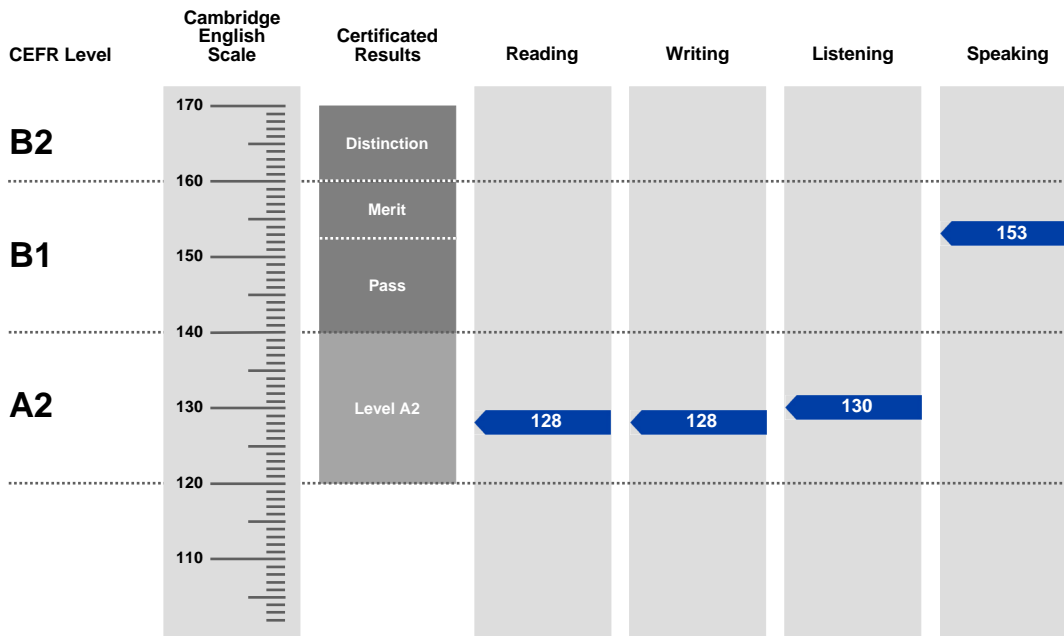 CEFR Level
Cambridge
English
Scale
Certificated
Results
Reading
Writing
Listening
Speaking
170
B2
Distinction
160
Merit
153
B1
150
Pass
140
A2
130
Level A2
128
128
130
120
110